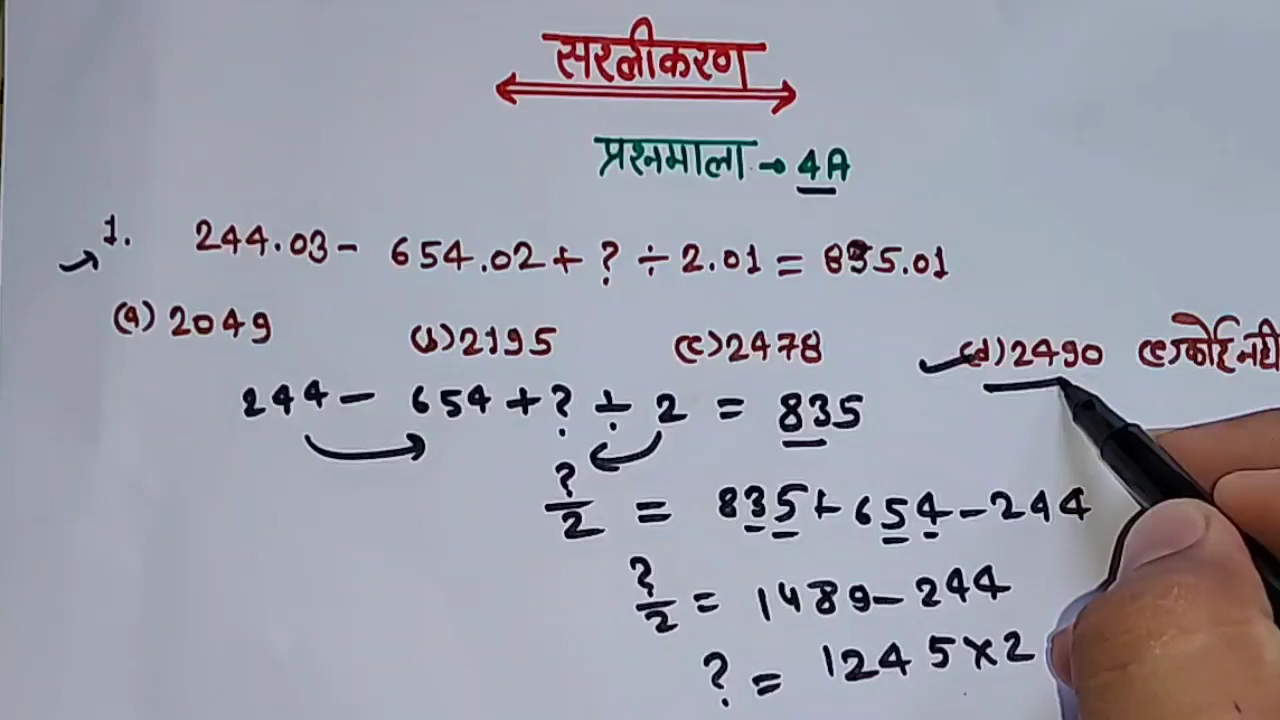 सरलीकरण
प्रश्नमाला → 4A
1. 244.03 - 654.02 + ? ÷ 2.01 = 835.01
(a) 2049 (b) 2195 (c) 2478 (d) 2490 (e) कोई नही
244 - 654 + ? ÷ 2 = 835
?/2 = 835 + 654 - 244
?/2 = 1489 - 244
? = 1245 × 2